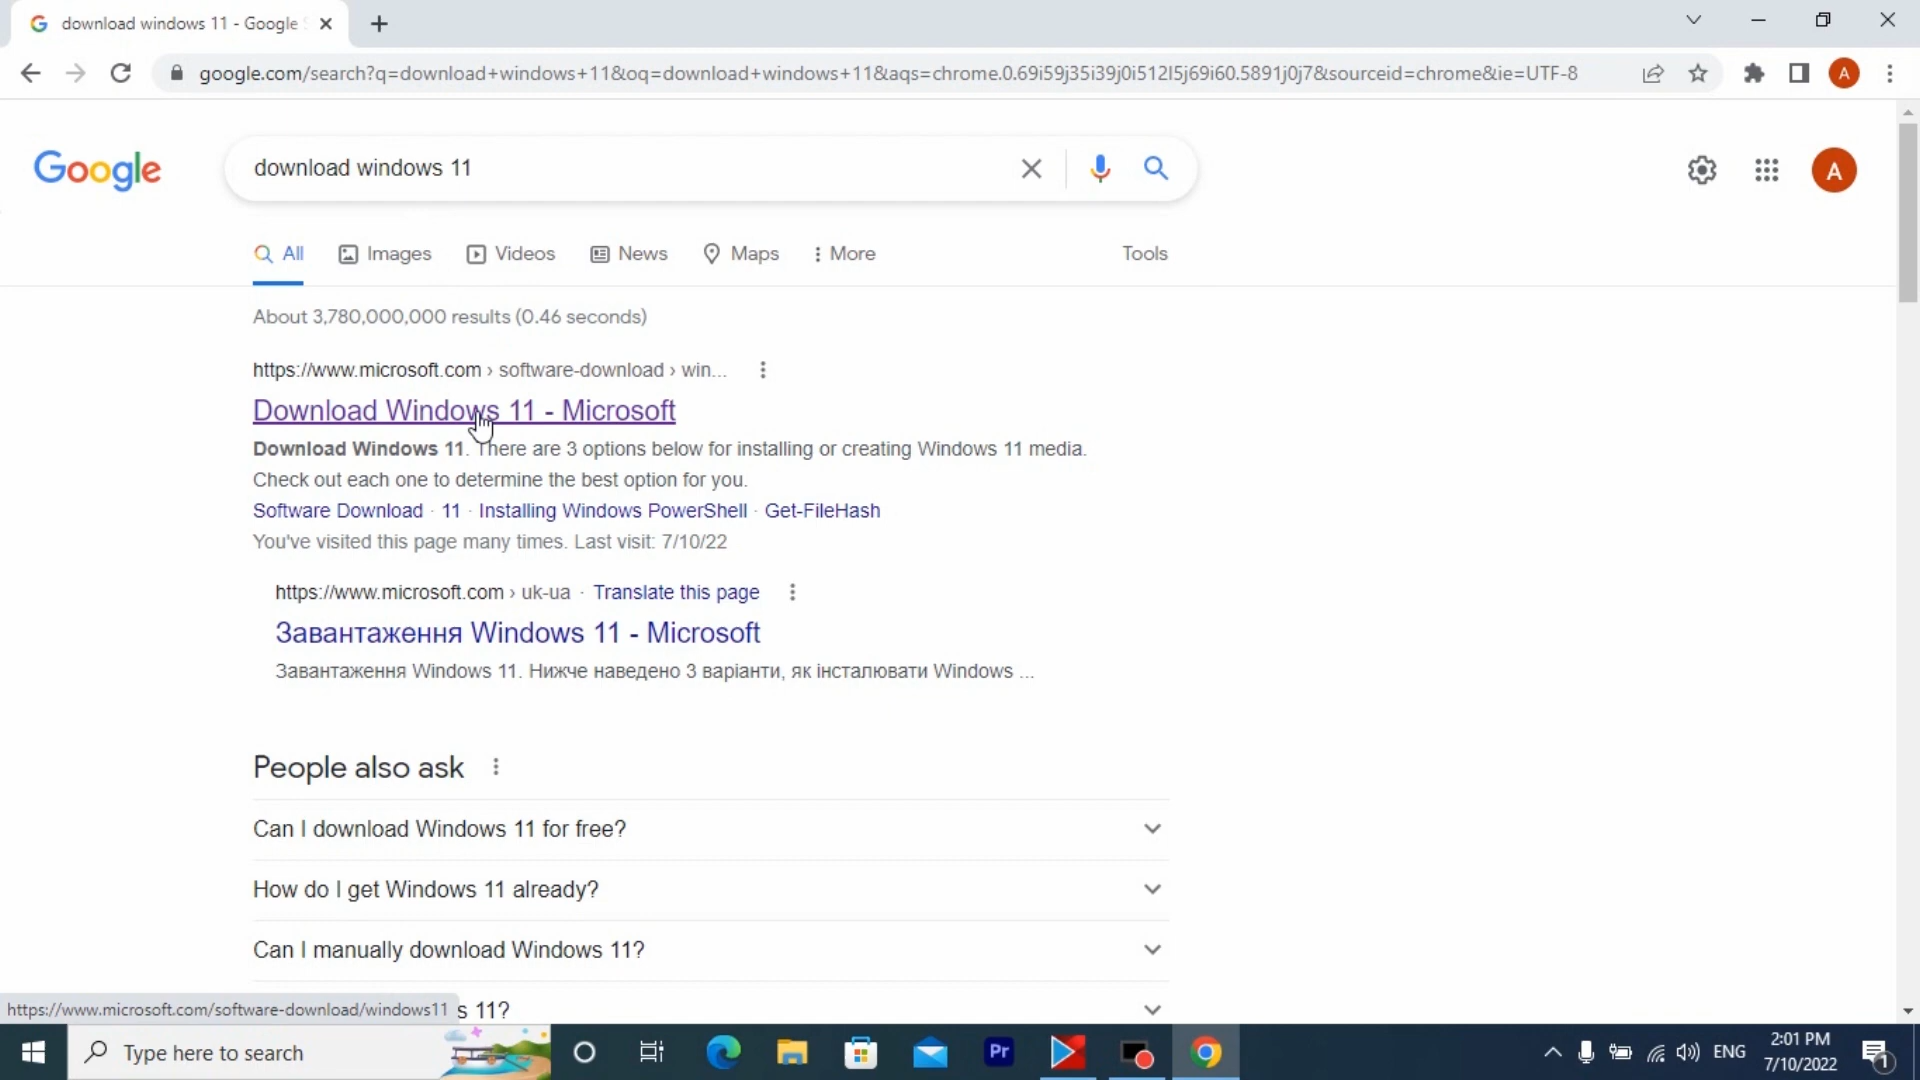 download windows 11 - Google
google.com/search?q=download+windows+11&oq=download+windows+11&aqs=chrome.0.69i59j35i39j0i512l5j69i60.5891j0j7&sourceid=chrome&ie=UTF-8
A
Google
download windows 11
A
All
Images
Videos
News
Maps
More
Tools
About 3,780,000,000 results (0.46 seconds)
https://www.microsoft.com › software-download › win...
Download Windows 11 - Microsoft
Download Windows 11. There are 3 options below for installing or creating Windows 11 media.
Check out each one to determine the best option for you.
Software Download · 11 · Installing Windows PowerShell · Get-FileHash
You've visited this page many times. Last visit: 7/10/22
https://www.microsoft.com › uk-ua · Translate this page
Завантаження Windows 11 - Microsoft
Завантаження Windows 11. Нижче наведено 3 варіанти, як інсталювати Windows ...
People also ask
Can I download Windows 11 for free?
How do I get Windows 11 already?
Can I manually download Windows 11?
https://www.microsoft.com/software-download/windows11
s 11?
Type here to search
Pr
ENG
2:01 PM
7/10/2022
1